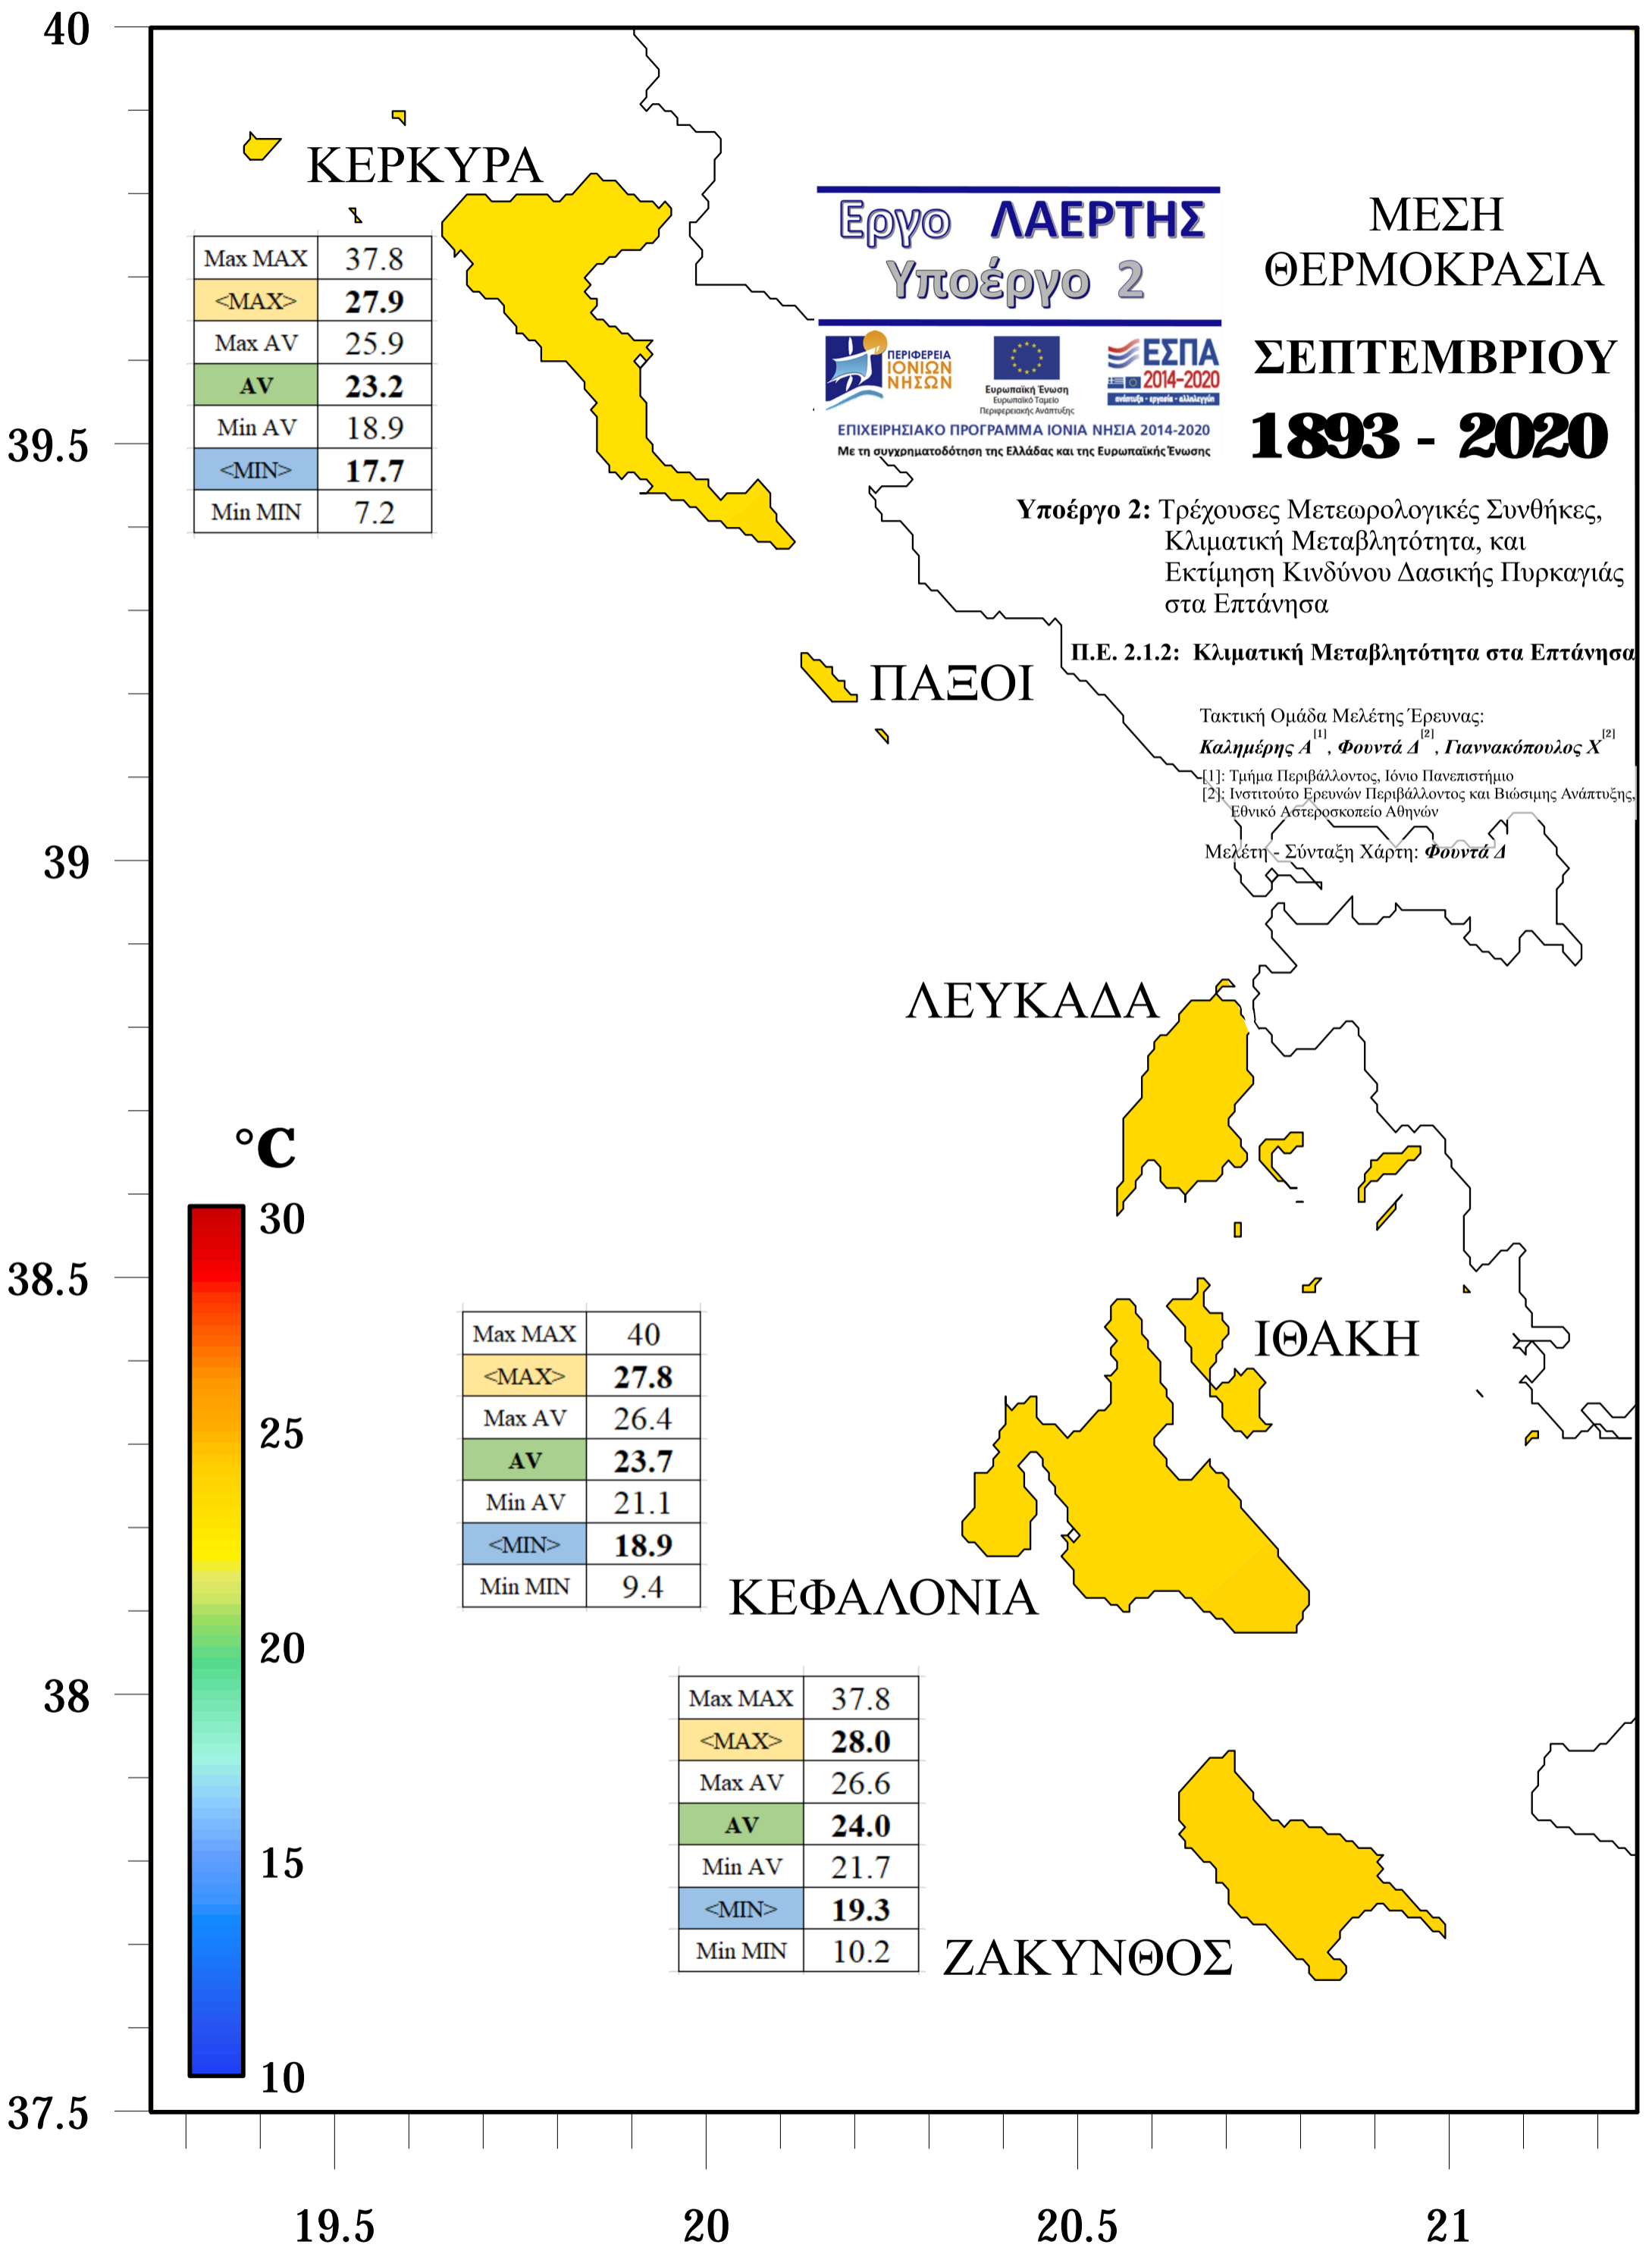 40
ΚΕΡΚΥΡΑ
Max MAX 37.8
<MAX> 27.9
Max AV 25.9
AV 23.2
Min AV 18.9
<MIN> 17.7
Min MIN 7.2
Εργο ΛΑΕΡΤΗΣ
Υποέργο 2
ΠΕΡΙΦΕΡΕΙΑ
ΙΟΝΙΩΝ
ΝΗΣΩΝ
Ευρωπαϊκή Ένωση
Ευρωπαϊκό Ταμείο
Περιφερειακής Ανάπτυξης
ΕΣΠΑ
2014-2020
ανάπτυξη - εργασία - αλληλεγγύη
ΕΠΙΧΕΙΡΗΣΙΑΚΟ ΠΡΟΓΡΑΜΜΑ ΙΟΝΙΑ ΝΗΣΙΑ 2014-2020
Με τη συγχρηματοδότηση της Ελλάδας και της Ευρωπαϊκής Ένωσης
ΜΕΣΗ
ΘΕΡΜΟΚΡΑΣΙΑ
ΣΕΠΤΕΜΒΡΙΟΥ
1893 - 2020
39.5
Υποέργο 2: Τρέχουσες Μετεωρολογικές Συνθήκες,
Κλιματική Μεταβλητότητα, και
Εκτίμηση Κινδύνου Δασικής Πυρκαγιάς
στα Επτάνησα
Π.Ε. 2.1.2: Κλιματική Μεταβλητότητα στα Επτάνησα
ΠΑΞΟΙ
Τακτική Ομάδα Μελέτης Έρευνας:
Καλημέρης Α[1], Φουντά Δ[2], Γιαννακόπουλος Χ[2]
[1]: Τμήμα Περιβάλλοντος, Ιόνιο Πανεπιστήμιο
[2]: Ινστιτούτο Ερευνών Περιβάλλοντος και Βιώσιμης Ανάπτυξης,
Εθνικό Αστεροσκοπείο Αθηνών
Μελέτη - Σύνταξη Χάρτη: Φουντά Δ
39
ΛΕΥΚΑΔΑ
°C
30
25
20
15
10
38.5
ΙΘΑΚΗ
Max MAX 40
<MAX> 27.8
Max AV 26.4
AV 23.7
Min AV 21.1
<MIN> 18.9
Min MIN 9.4
ΚΕΦΑΛΟΝΙΑ
38
Max MAX 37.8
<MAX> 28.0
Max AV 26.6
AV 24.0
Min AV 21.7
<MIN> 19.3
Min MIN 10.2
ΖΑΚΥΝΘΟΣ
37.5
19.5 20 20.5 21